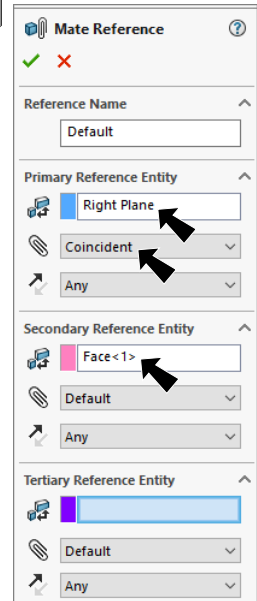 Mate Reference
Reference Name
Default
Primary Reference Entity
Right Plane
Coincident
Any
Secondary Reference Entity
Face<1>
Default
Any
Tertiary Reference Entity
Default
Any